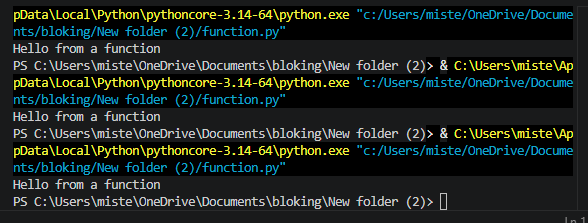 pData\Local\Python\pythoncore-3.14-64\python.exe "c:/Users/miste/OneDrive/Docume
nts/bloking/New folder (2)/function.py"
Hello from a function
PS C:\Users\miste\OneDrive\Documents\bloking\New folder (2)> & C:\Users\miste\Ap
pData\Local\Python\pythoncore-3.14-64\python.exe "c:/Users/miste/OneDrive/Docume
nts/bloking/New folder (2)/function.py"
Hello from a function
PS C:\Users\miste\OneDrive\Documents\bloking\New folder (2)> & C:\Users\miste\Ap
pData\Local\Python\pythoncore-3.14-64\python.exe "c:/Users/miste/OneDrive/Docume
nts/bloking/New folder (2)/function.py"
Hello from a function
PS C:\Users\miste\OneDrive\Documents\bloking\New folder (2)>